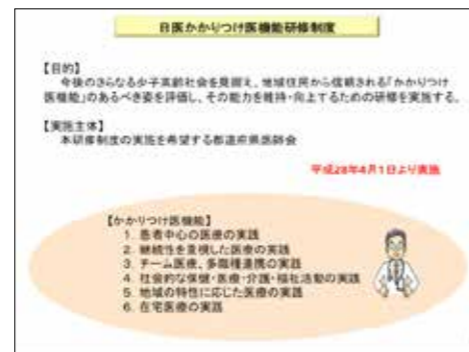 日医かかりつけ医機能研修制度
【目的】
今後のさらなる少子高齢社会を見据え、地域住民から信頼される「かかりつけ
医機能」のあるべき姿を評価し、その能力を維持・向上するための研修を実施する。
【実施主体】
本研修制度の実施を希望する都道府県医師会
平成28年4月1日より実施
【かかりつけ医機能】
1. 患者中心の医療の実践
2. 継続性を重視した医療の実践
3. チーム医療、多職種連携の実践
4. 社会的な保健・医療・介護・福祉活動の実践
5. 地域の特性に応じた医療の実践
6. 在宅医療の実践